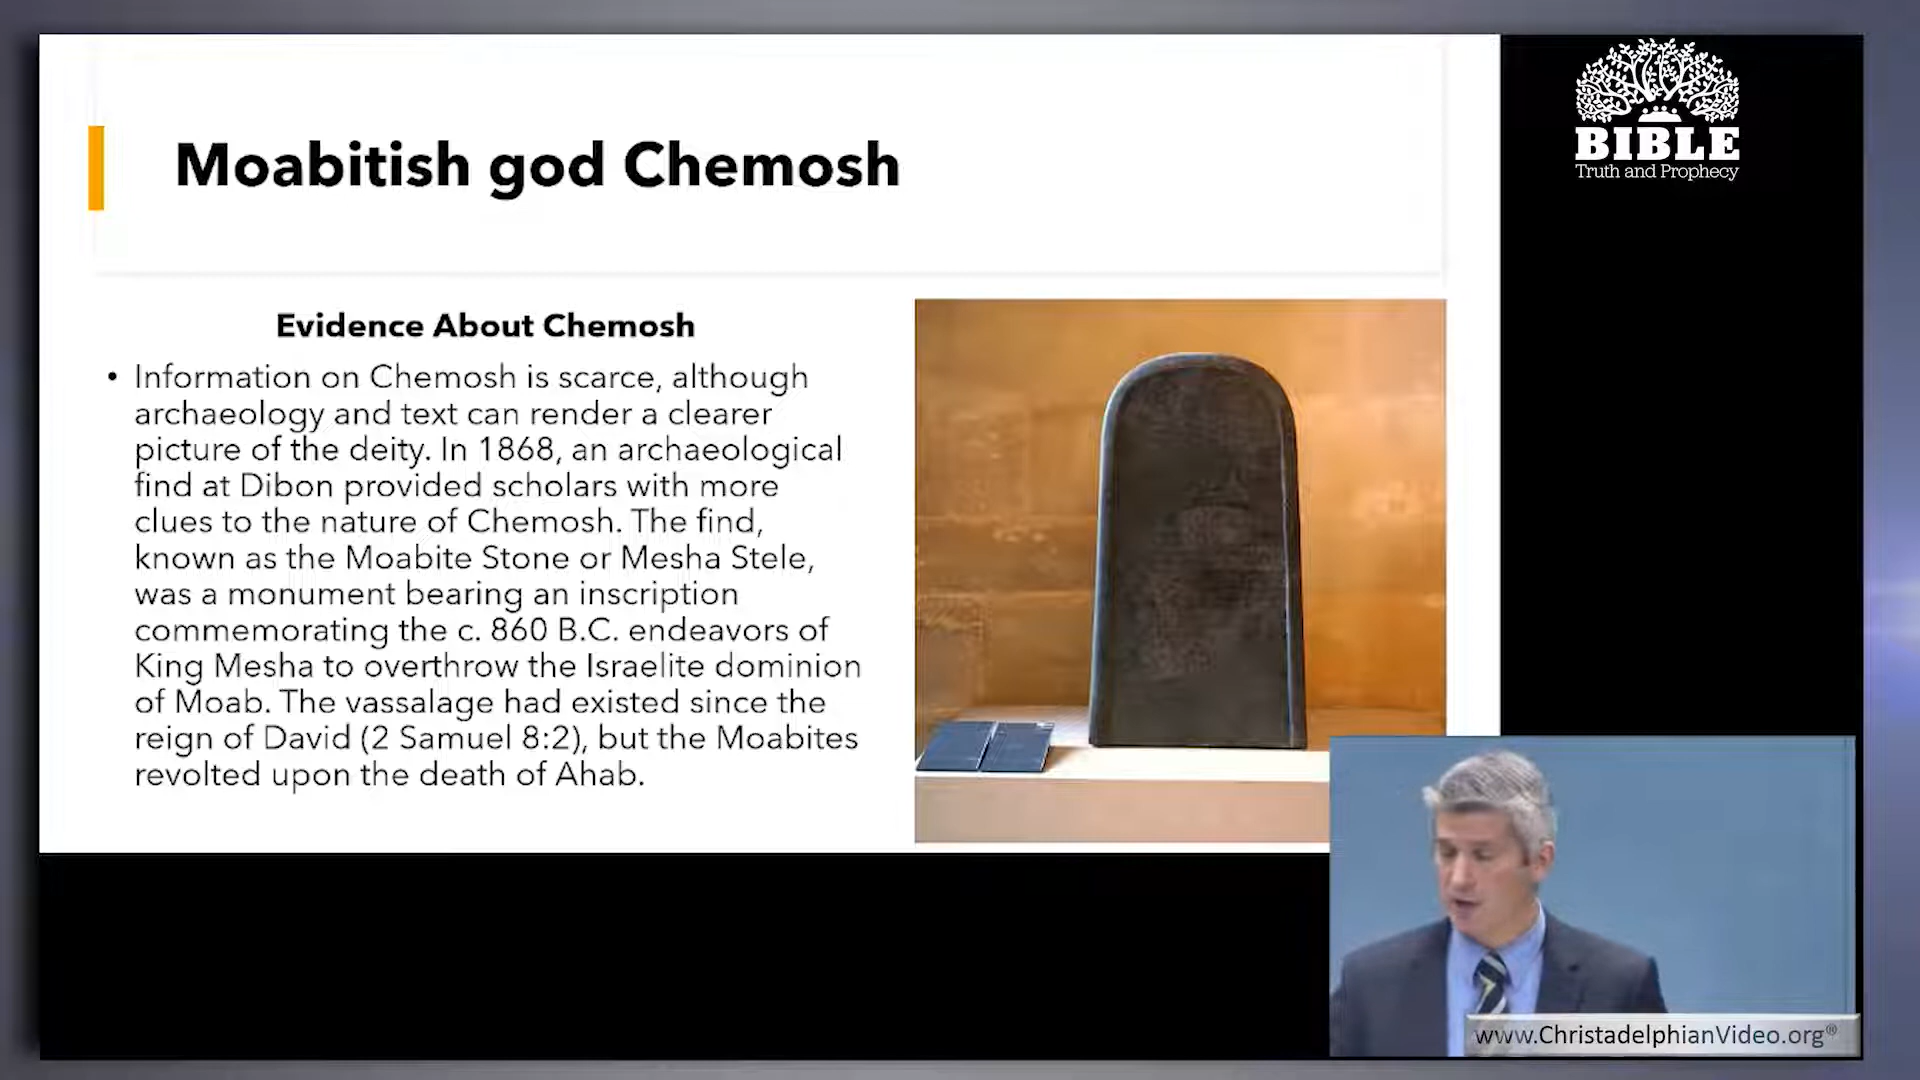 Moabitish god Chemosh
Evidence About Chemosh
• Information on Chemosh is scarce, although
archaeology and text can render a clearer
picture of the deity. In 1868, an archaeological
find at Dibon provided scholars with more
clues to the nature of Chemosh. The find,
known as the Moabite Stone or Mesha Stele,
was a monument bearing an inscription
commemorating the c. 860 B.C. endeavors of
King Mesha to overthrow the Israelite dominion
of Moab. The vassalage had existed since the
reign of David (2 Samuel 8:2), but the Moabites
revolted upon the death of Ahab.
BIBLE
Truth and Prophecy
www.ChristadelphianVideo.org®